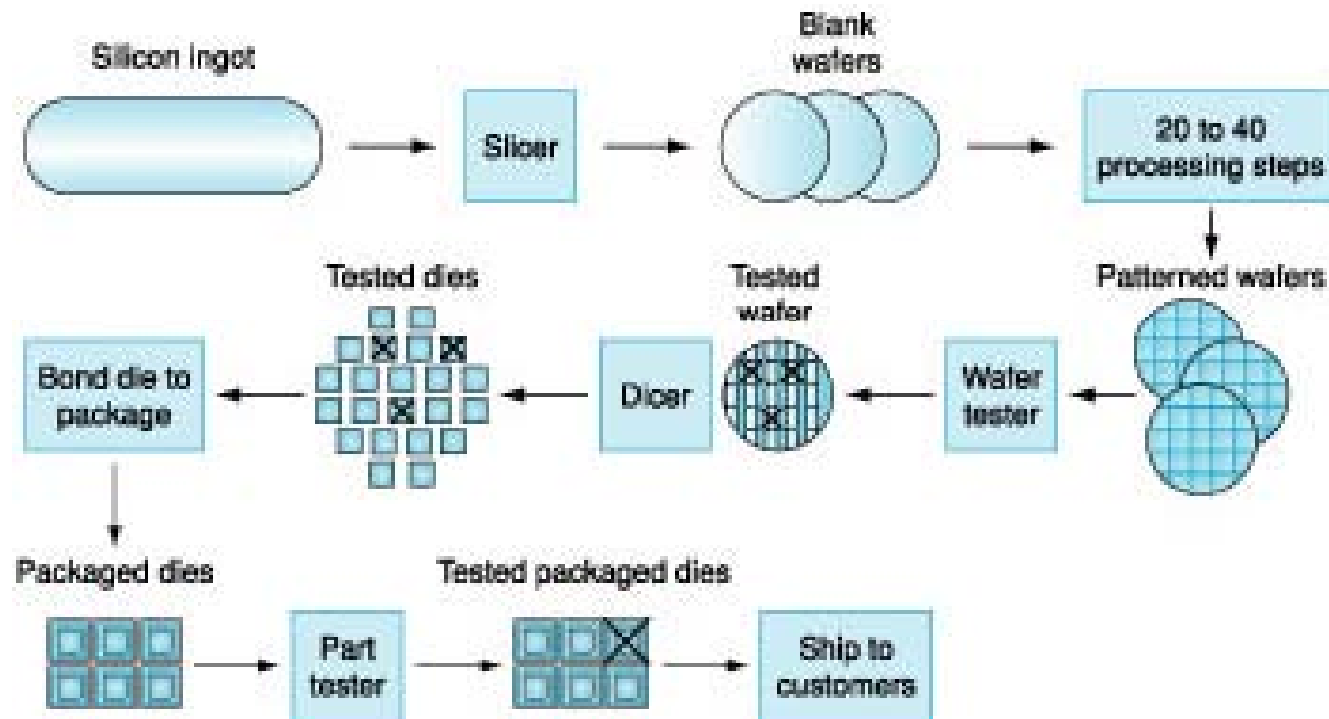 Silicon ingot
Blank
wafers
Slicer
20 to 40
processing steps
Tested dies
Tested
wafer
Patterned wafers
Bond die to
package
Dicer
Wafer
tester
Packaged dies
Tested packaged dies
Part
tester
Ship to
customers